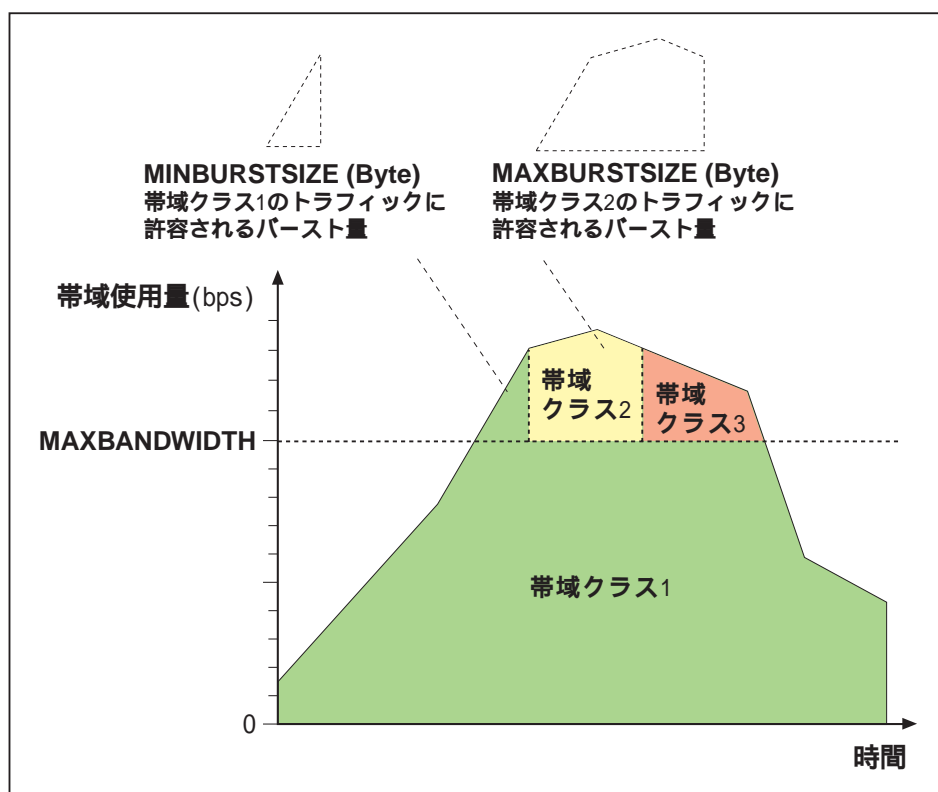 MINBURSTSIZE (Byte)
帯域クラス1のトラフィックに
許容されるバースト量
MAXBURSTSIZE (Byte)
帯域クラス2のトラフィックに
許容されるバースト量
帯域使用量(bps)
帯域
クラス2
帯域
クラス3
MAXBANDWIDTH
帯域クラス1
0
時間